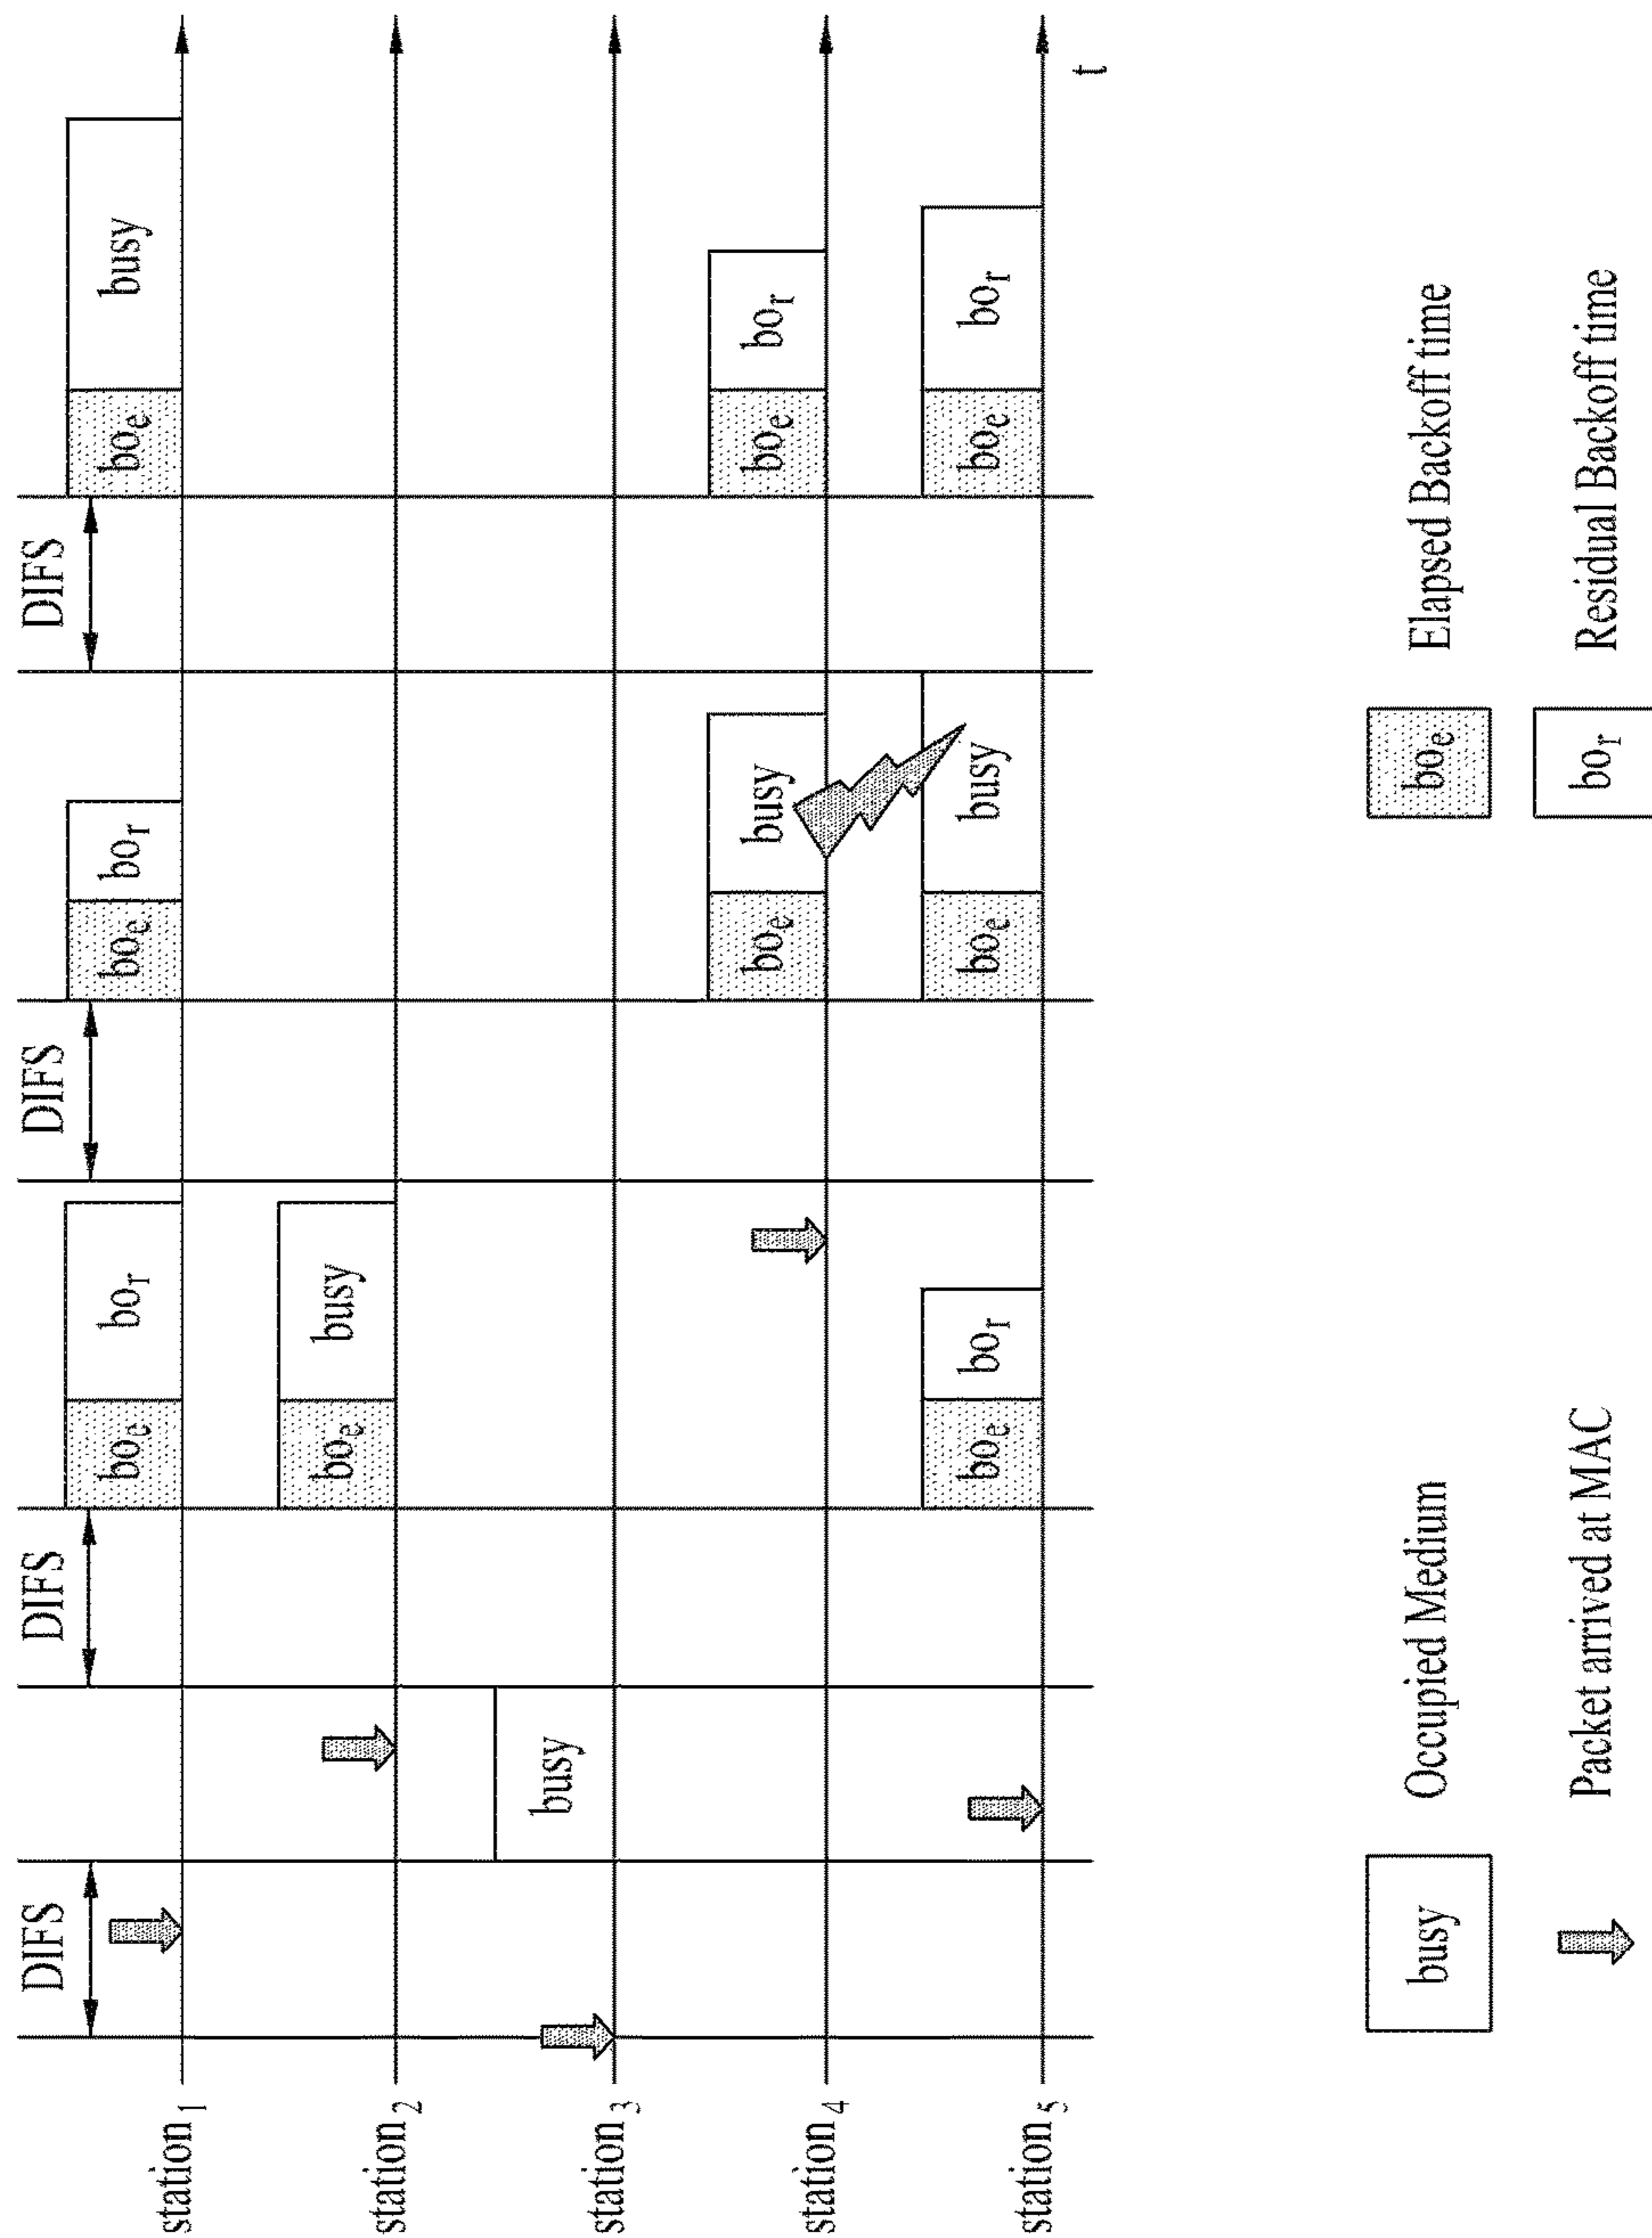 DIFS
DIFS
DIFS
DIFS
station1
boe
bor
boe
bor
boe
busy
station2
boe
busy
station3
busy
station4
boe
busy
boe
bor
station5
boe
bor
boe
busy
boe
bor
t
busy
Occupied Medium
boe
Elapsed Backoff time
Packet arrived at MAC
bor
Residual Backoff time